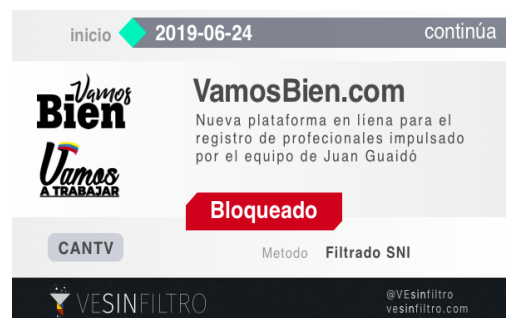 inicio 2019-06-24 continúa
Vamos
Bien
VamosBien.com
Nueva plataforma en líena para el
registro de profecionales impulsado
por el equipo de Juan Guaidó
Vamos
A TRABAJAR
Bloqueado
CANTV
Metodo Filtrado SNI
VESINFILTRO
@VEsinfiltro
vesinfiltro.com